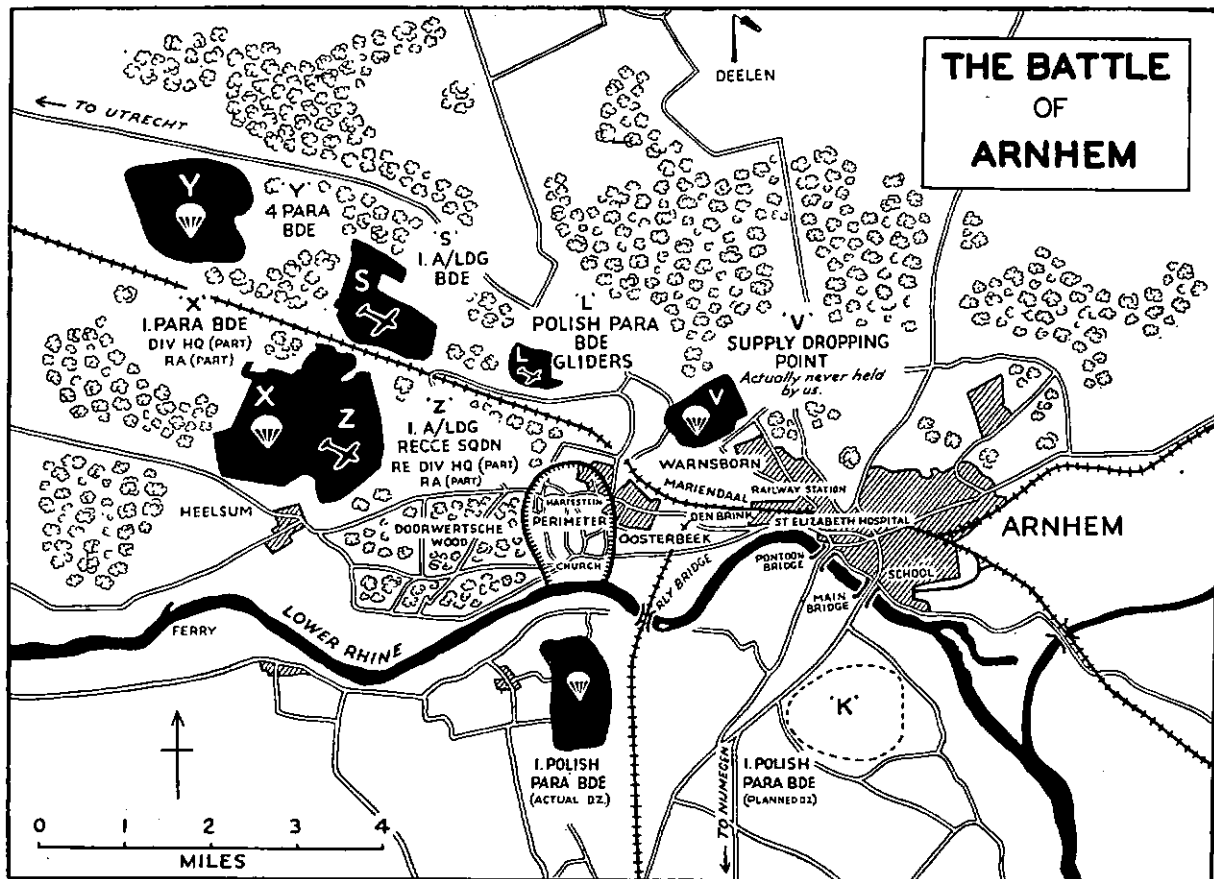 THE BATTLE
OF
ARNHEM
DEELEN
← TO UTRECHT
Y
'Y'
4 PARA
BDE
'S'
1. A/LDG
BDE
S
'X'
1. PARA BDE
DIV HQ (PART)
RA (PART)
'L'
POLISH PARA
BDE
GLIDERS
L
'V'
SUPPLY DROPPING
POINT
Actually never held
by us.
V
X
Z
'Z'
1. A/LDG
RECCE SQDN
RE DIV HQ (PART)
RA (PART)
WARNSBORN
MARIENDAAL
RAILWAY STATION
HEELSUM
HARTESTEIN
PERIMETER
DOORWERTSCHE
WOOD
DEN BRINK
ST ELIZABETH HOSPITAL
ARNHEM
OOSTERBEEK
CHURCH
PONTOON
BRIDGE
SCHOOL
MAIN
BRIDGE
RLY BRIDGE
FERRY
LOWER RHINE
'K'
1. POLISH
PARA BDE
(ACTUAL D.Z.)
1. POLISH
PARA BDE
(PLANNED DZ)
← TO NIJMEGEN
0 1 2 3 4
MILES